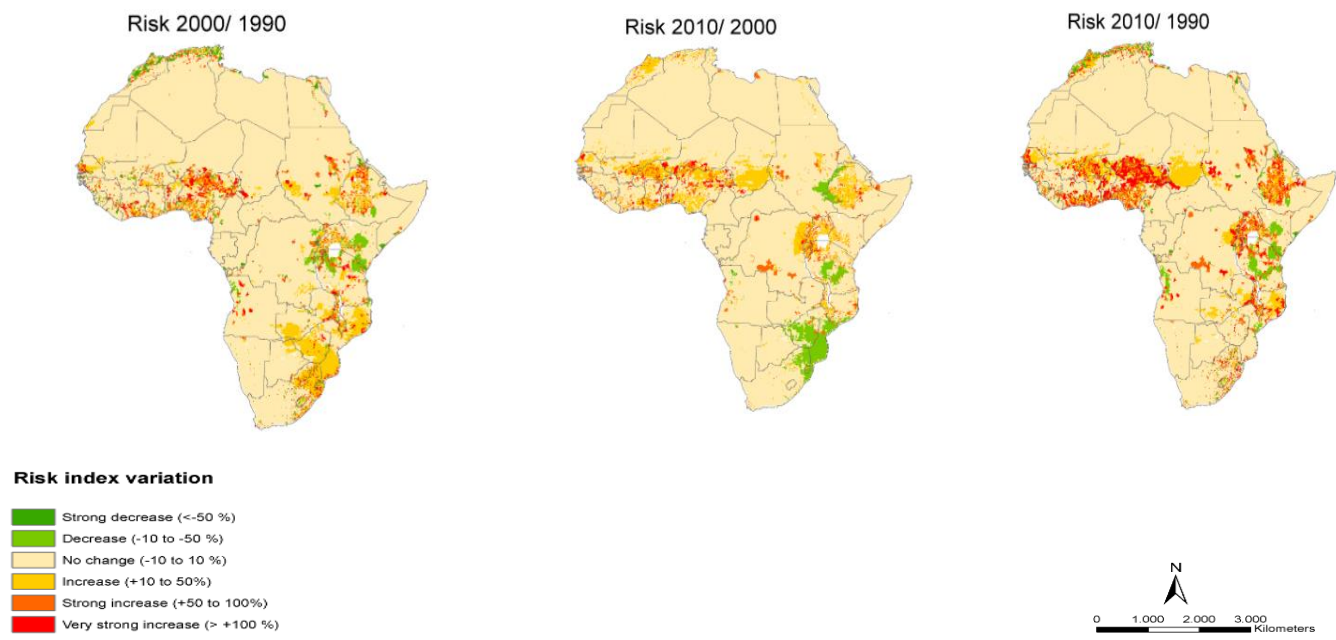 Risk 2000/ 1990
Risk 2010/ 2000
Risk 2010/ 1990
Risk index variation
Strong decrease (<-50 %)
Decrease (-10 to -50 %)
No change (-10 to 10 %)
Increase (+10 to 50%)
Strong increase (+50 to 100%)
Very strong increase (> +100 %)
N
0 1.000 2.000 3.000
Kilometers